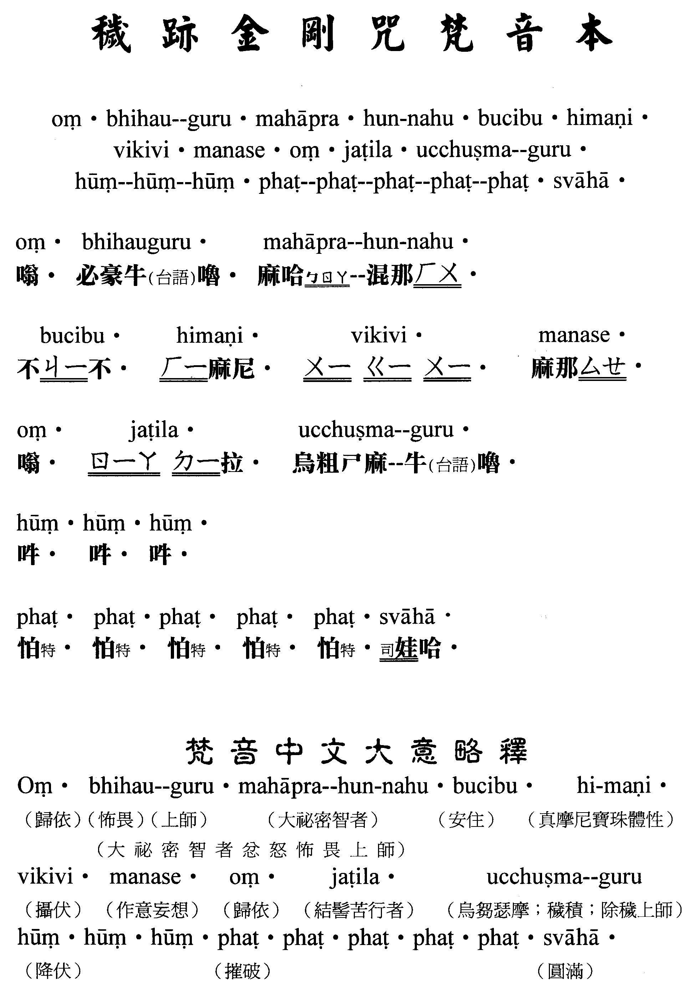 穢跡金剛咒梵音本
oṃ · bhihau--guru · mahāpra · hun-nahu · bucibu · himaṇi ·
vikivi · manase · oṃ · jaṭila · ucchuṣma--guru ·
hūṃ--hūṃ--hūṃ · phaṭ--phaṭ--phaṭ--phaṭ--phaṭ · svāhā ·
oṃ · bhihauguru · mahāpra--hun-nahu ·
嗡 · 必豪牛(台語)嚕 · 麻哈ㄅㄖㄚ--混那ㄏㄨ ·
bucibu · himaṇi · vikivi · manase ·
不ㄐ一不 · ㄏ一麻尼 · ㄨ一 ㄍ一 ㄨ一 · 麻那ㄙㄝ ·
oṃ · jaṭila · ucchuṣma--guru ·
嗡 · ㄖ一ㄚ ㄉ一拉 · 烏粗ㄕ麻--牛(台語)嚕 ·
hūṃ · hūṃ · hūṃ ·
吽 · 吽 · 吽 ·
phaṭ · phaṭ · phaṭ · phaṭ · phaṭ · svāhā ·
怕特 · 怕特 · 怕特 · 怕特 · 怕特 · 司娃哈 ·
梵音中文大意略釋
Oṃ · bhihau--guru · mahāpra--hun-nahu · bucibu · hi-maṇi ·
（歸依）（怖畏）（上師） （大祕密智者） （安住） （真摩尼寶珠體性）
（大祕密智者忿怒怖畏上師）
vikivi · manase · oṃ · jaṭila · ucchuṣma--guru
（攝伏） （作意妄想） （歸依） （結髻苦行者） （烏芻瑟摩；穢積；除穢上師）
hūṃ · hūṃ · hūṃ · phaṭ · phaṭ · phaṭ · phaṭ · phaṭ · svāhā ·
（降伏） （摧破） （圓滿）